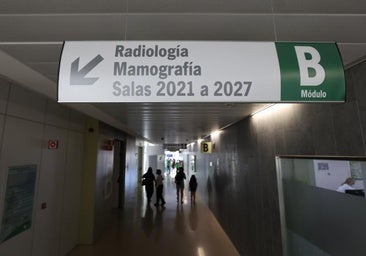 Radiología
Mamografía
Salas 2021 a 2027
B
Módulo
B